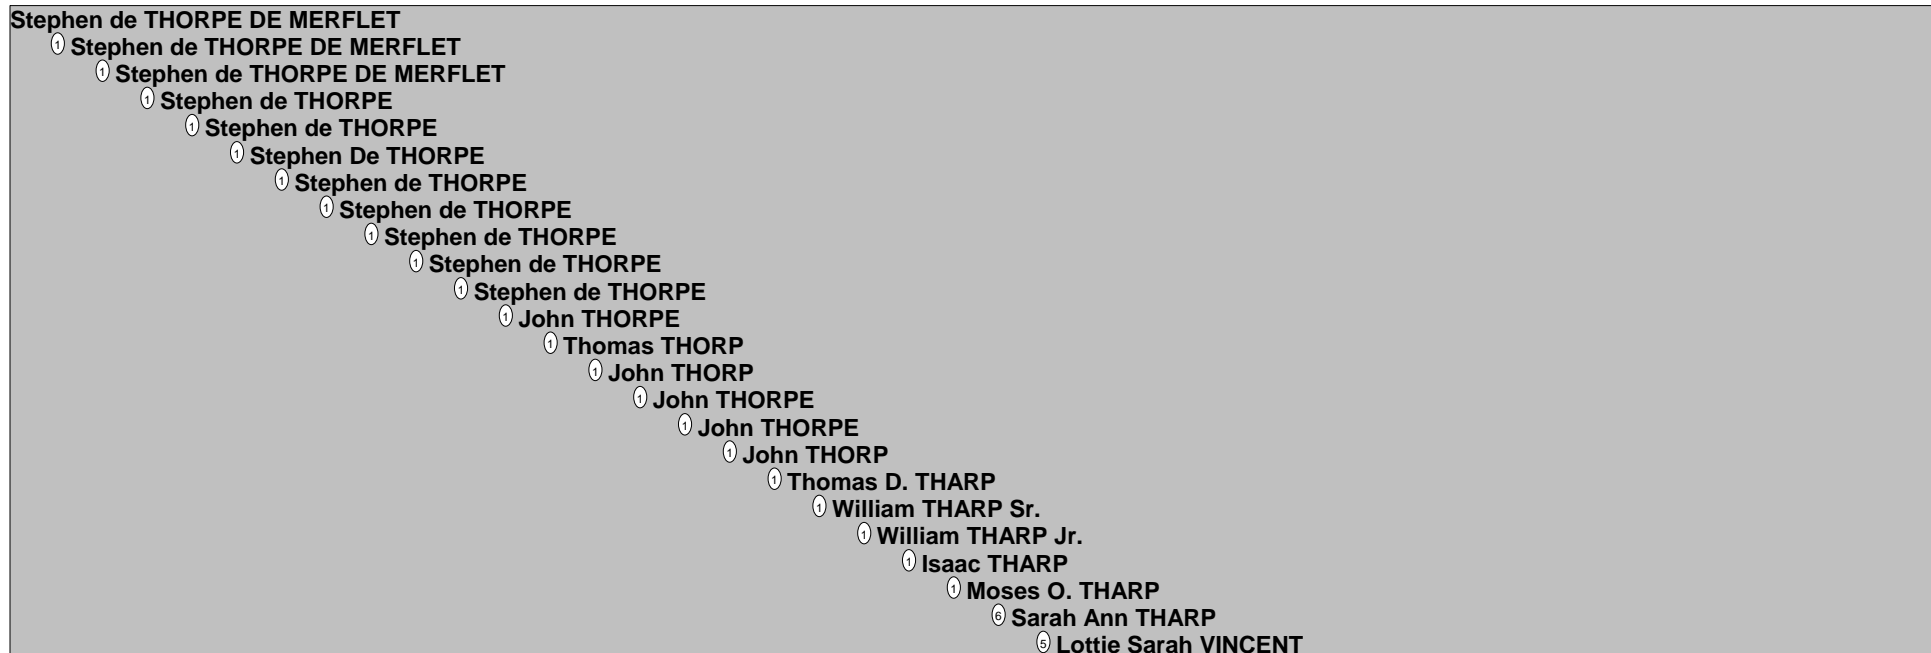 Stephen de THORPE DE MERFLET
1 Stephen de THORPE DE MERFLET
1 Stephen de THORPE DE MERFLET
1 Stephen de THORPE
1 Stephen de THORPE
1 Stephen De THORPE
1 Stephen de THORPE
1 Stephen de THORPE
1 Stephen de THORPE
1 Stephen de THORPE
1 Stephen de THORPE
1 John THORPE
1 Thomas THORP
1 John THORP
1 John THORPE
1 John THORPE
1 John THORP
1 Thomas D. THARP
1 William THARP Sr.
1 William THARP Jr.
1 Isaac THARP
1 Moses O. THARP
6 Sarah Ann THARP
5 Lottie Sarah VINCENT